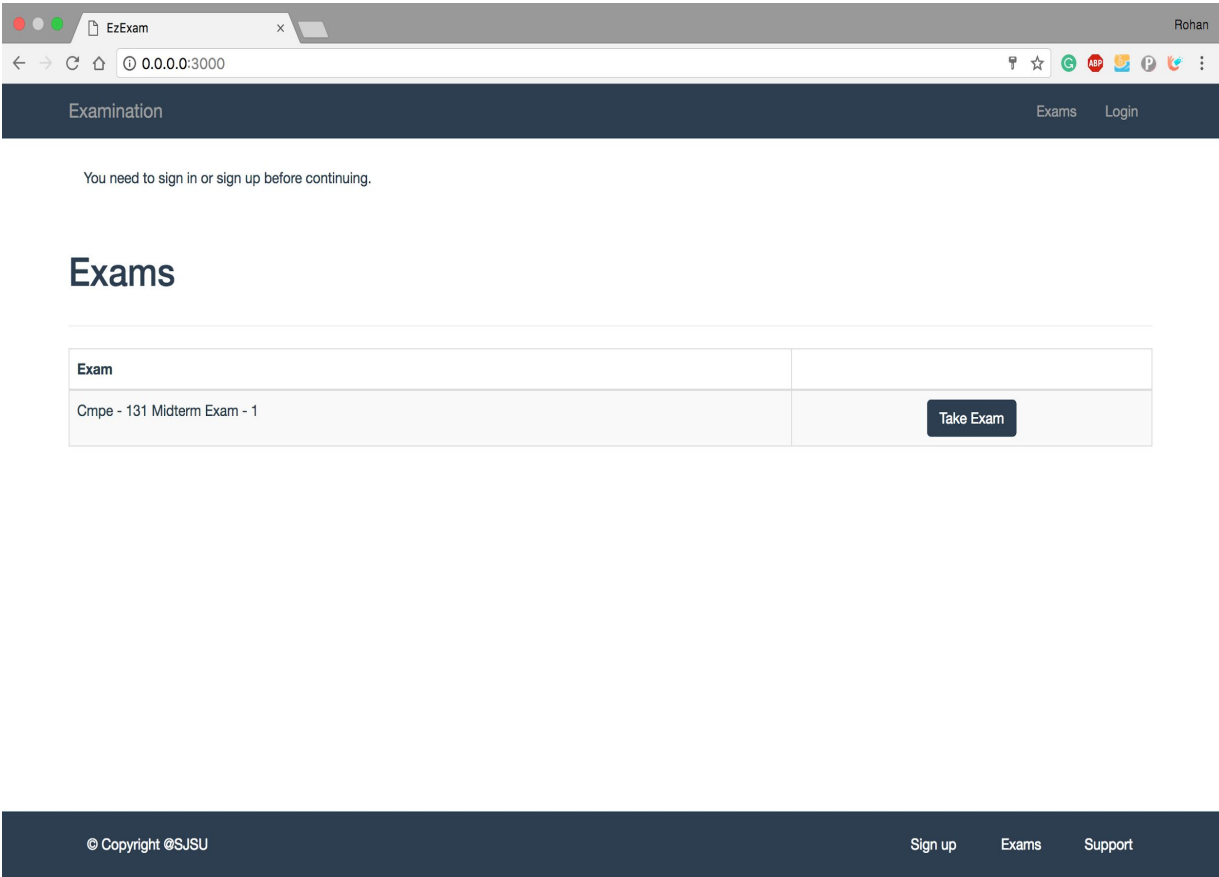 EzExam
Rohan
0.0.0.0:3000
ABP
Examination Exams Login
You need to sign in or sign up before continuing.
Exams
Exam
Cmpe - 131 Midterm Exam - 1 Take Exam
© Copyright @SJSU Sign up Exams Support